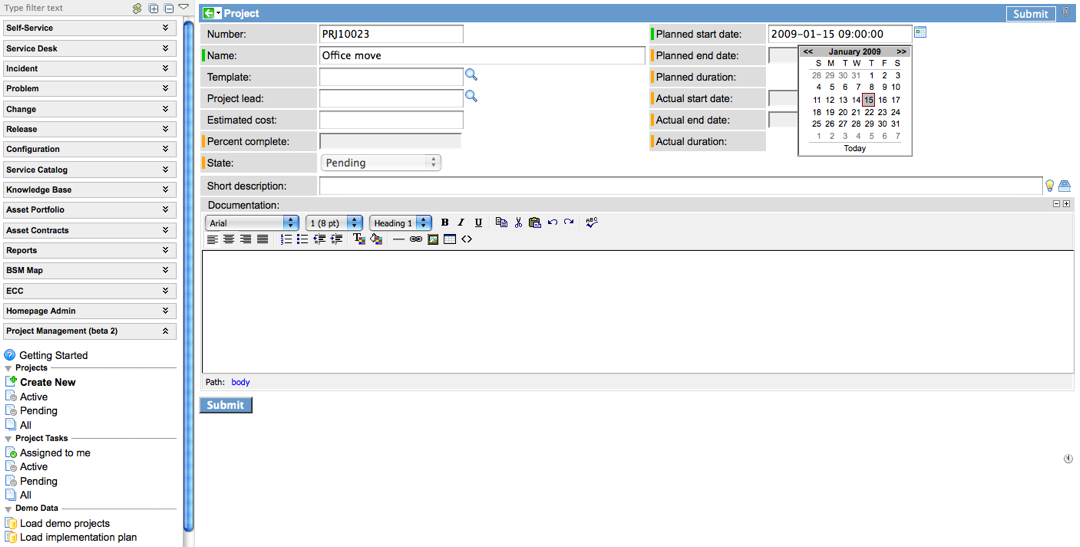 Type filter text
Self-Service
Service Desk
Incident
Problem
Change
Release
Configuration
Service Catalog
Knowledge Base
Asset Portfolio
Asset Contracts
Reports
BSM Map
ECC
Homepage Admin
Project Management (beta 2)
Getting Started
Projects
Create New
Active
Pending
All
Project Tasks
Assigned to me
Active
Pending
All
Demo Data
Load demo projects
Load implementation plan
Project Submit
Number: PRJ10023 Planned start date: 2009-01-15 09:00:00
Name: Office move Planned end date:
Template: Planned duration:
Project lead: Actual start date:
Estimated cost: Actual end date:
Percent complete: Actual duration:
State: Pending
<< January 2009 >>
S M T W T F S
28 29 30 31 1 2 3
4 5 6 7 8 9 10
11 12 13 14 15 16 17
18 19 20 21 22 23 24
25 26 27 28 29 30 31
1 2 3 4 5 6 7
Today
Short description:
Documentation:
Arial 1 (8 pt) Heading 1 B I U ABC
Path: body
Submit